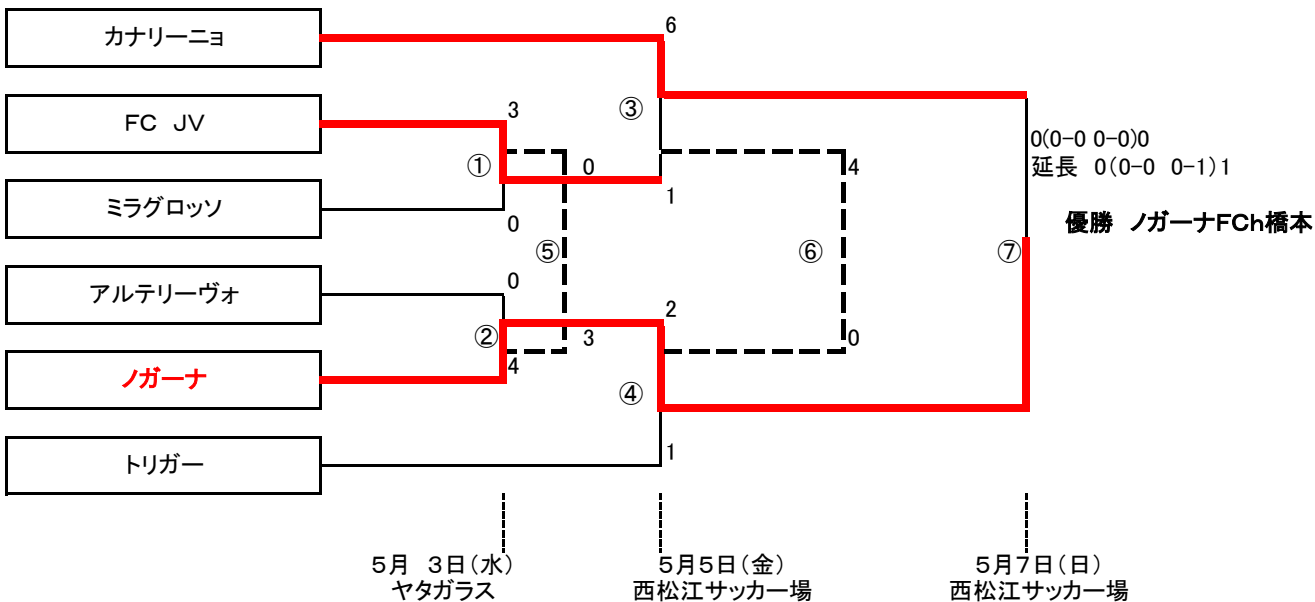 カナリーニョ
6
FC JV
3
③
0(0-0 0-0)0
延長 0(0-0 0-1)1
①
0
4
ミラグロッソ
1
0
優勝 ノガーナFCh橋本
⑤
⑥
⑦
アルテリーヴォ
0
2
②
3
0
4
ノガーナ
④
トリガー
1
5月 3日(水)
ヤタガラス
5月5日(金)
西松江サッカー場
5月7日(日)
西松江サッカー場